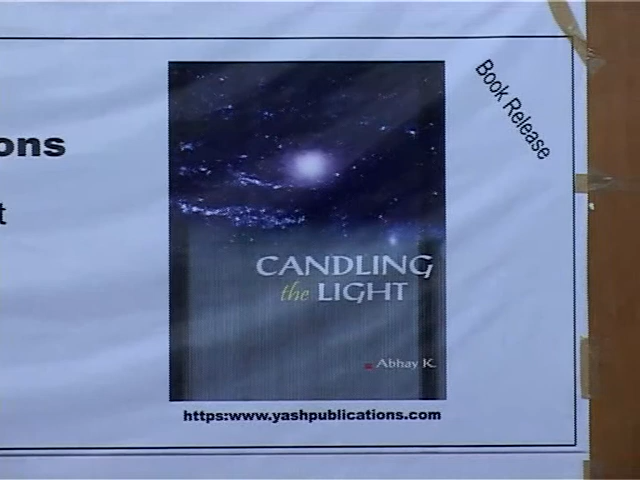 Book Release
ons
t
CANDLING
the LIGHT
Abhay K.
https:www.yashpublications.com